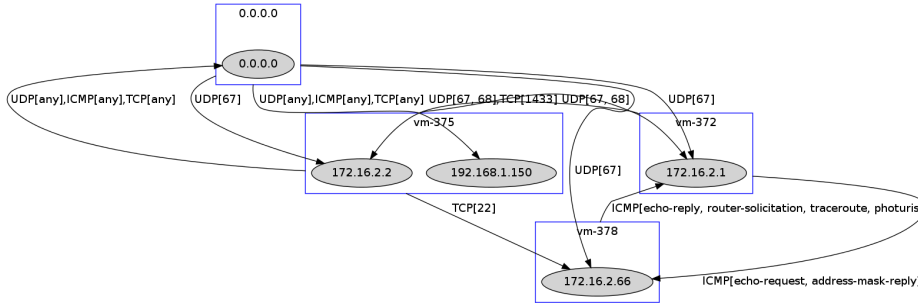 0.0.0.0
0.0.0.0
UDP[any],ICMP[any],TCP[any]
UDP[67]
UDP[any],ICMP[any],TCP[any]
UDP[67, 68],TCP[1433]
UDP[67, 68]
UDP[67]
vm-375
vm-372
172.16.2.2
192.168.1.150
UDP[67]
172.16.2.1
TCP[22]
ICMP[echo-reply, router-solicitation, traceroute, photuris
vm-378
172.16.2.66
ICMP[echo-request, address-mask-reply]